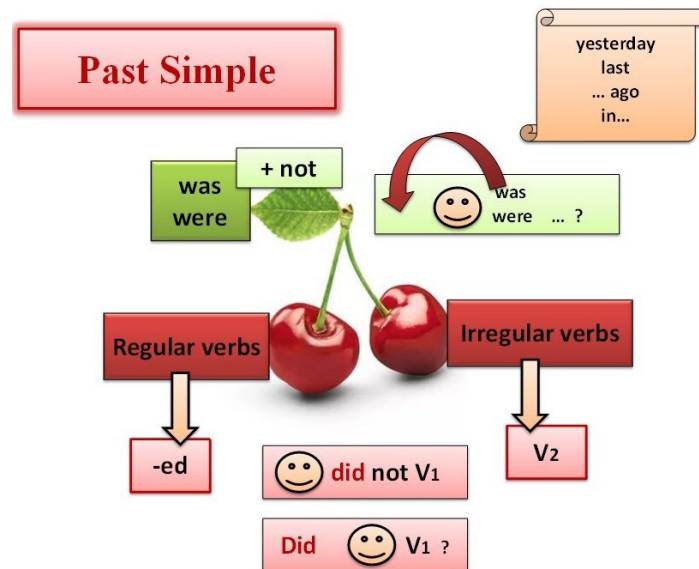 Past Simple
yesterday
last
... ago
in...
+ not
was
were
was
were ... ?
Regular verbs
Irregular verbs
-ed
V2
did not V1
Did V1 ?